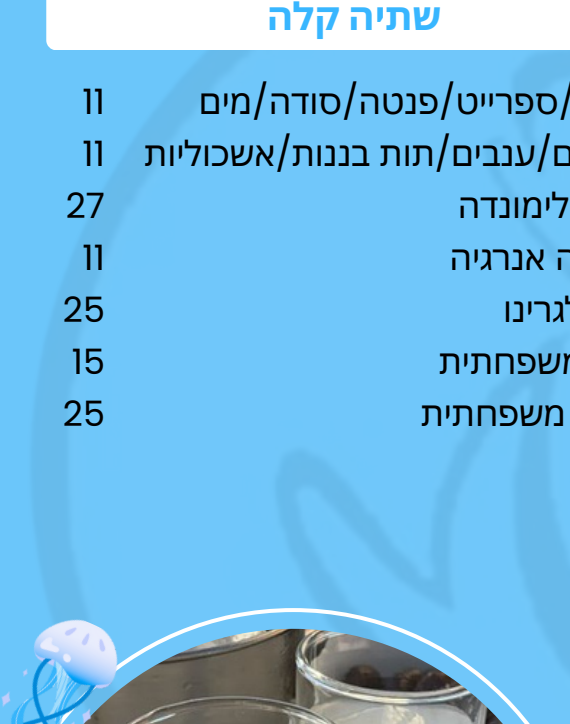 שתיה קלה
/ספרייט/פנטה/סודה/מים 11
ם/ענבים/תות בננות/אשכוליות 11
לימונדה 27
ה אנרגיה 11
לגרינו 25
משפחתית 15
משפחתית 25